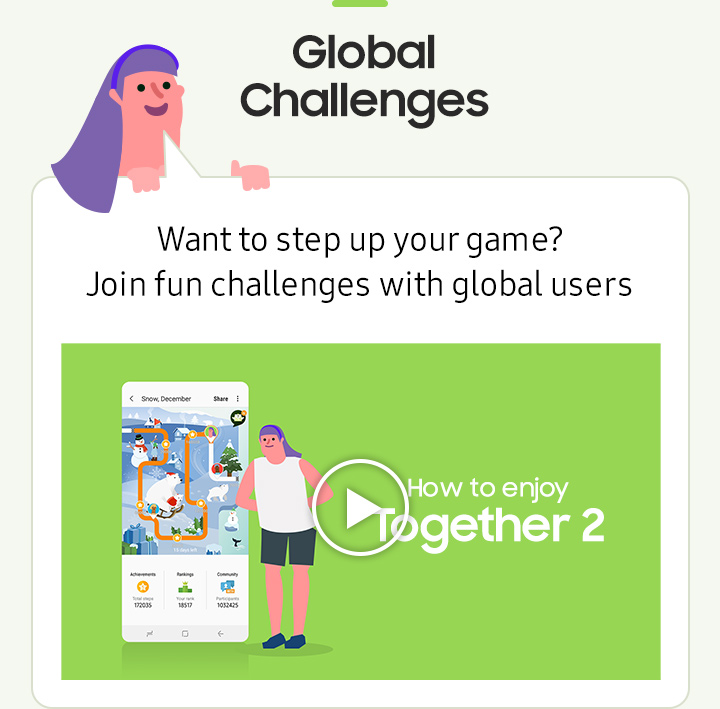 Global
Challenges
Want to step up your game?
Join fun challenges with global users
Snow, December Share
How to enjoy
Together 2
15 days left
Achievements Rankings Community
Total steps Your rank Participants
172035 18517 1032425